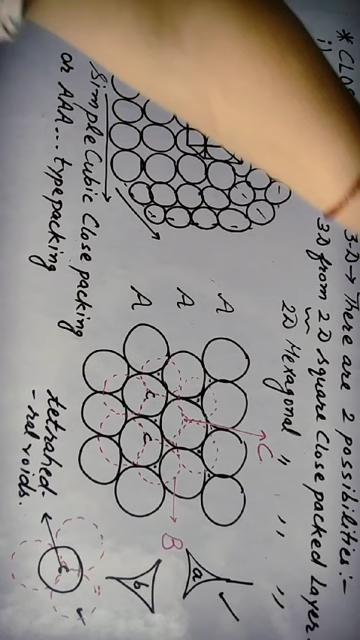 * CLO
i)
3-D → There are 2 possibilities :-
3D from 2D square Close packed Layer
2D Hexagonal " " "
Simple Cubic Close packing
or AAA... type packing
A
A
A
C
B
c
c
a
b
c
tetrahed-
-ral voids.